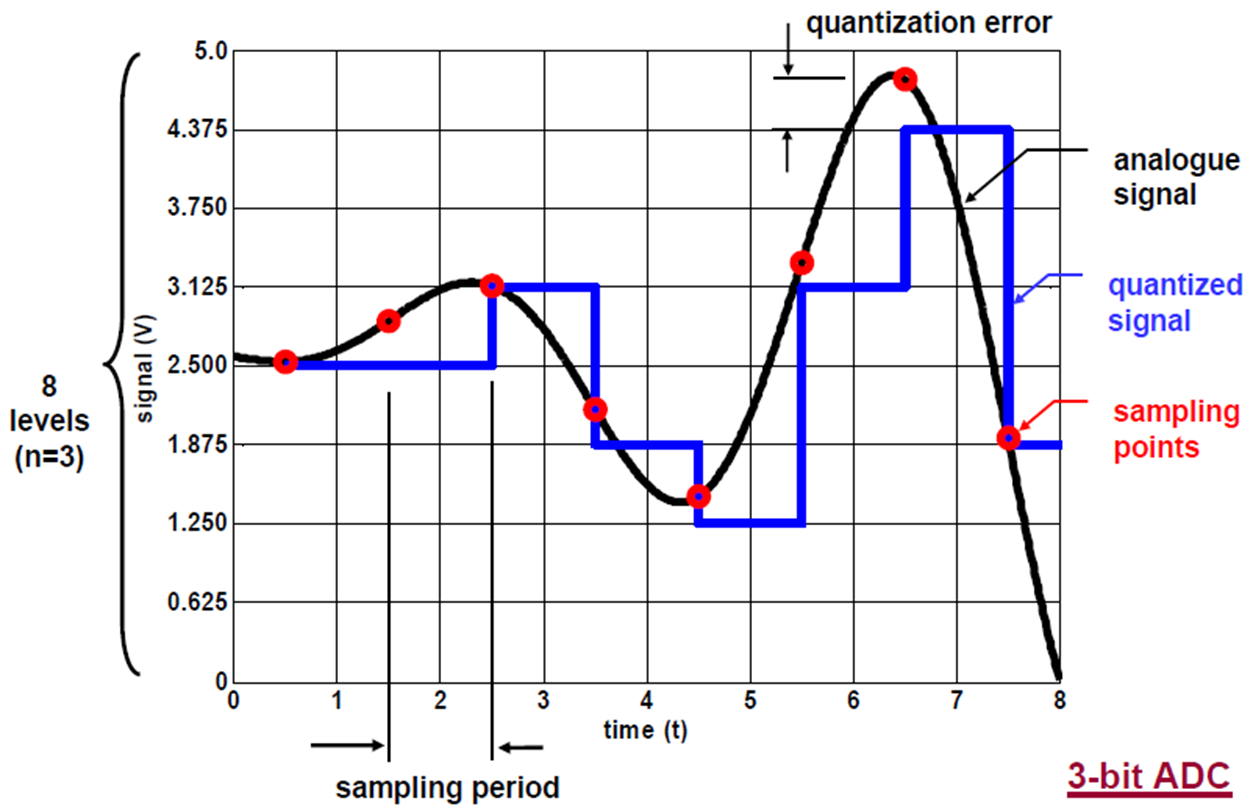 quantization error
5.0
4.375
3.750
3.125
2.500
1.875
1.250
0.625
0
signal (V)
8
levels
(n=3)
analogue
signal
quantized
signal
sampling
points
0 1 2 3 4 5 6 7 8
time (t)
sampling period
3-bit ADC